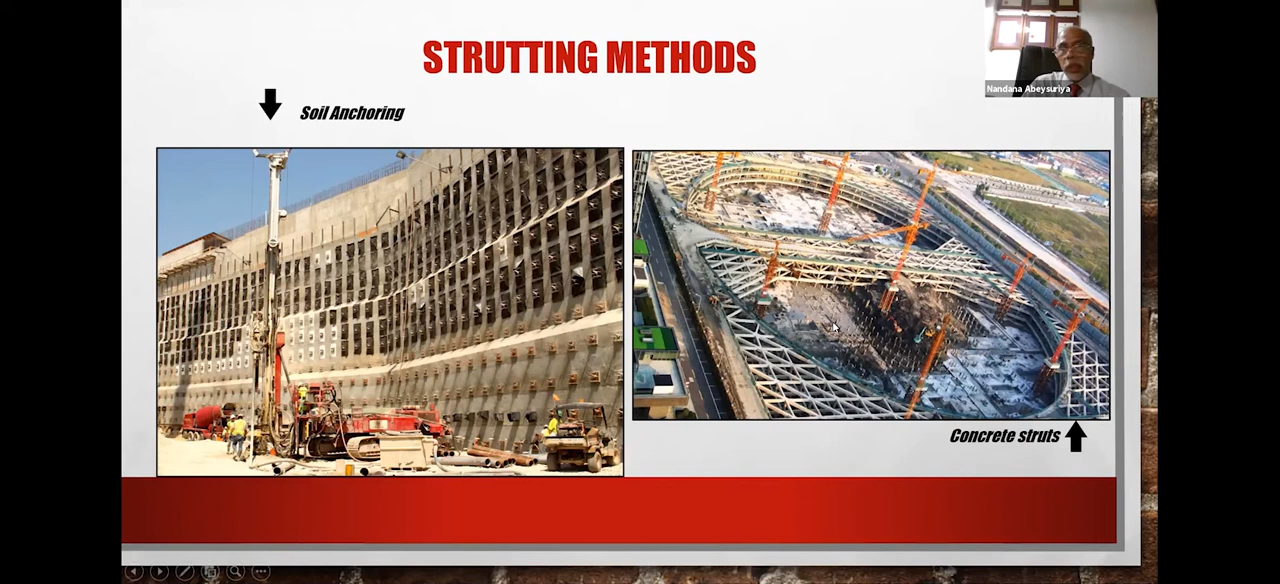 STRUTTING METHODS
Nandana Abeysuriya
Soil Anchoring
Concrete struts